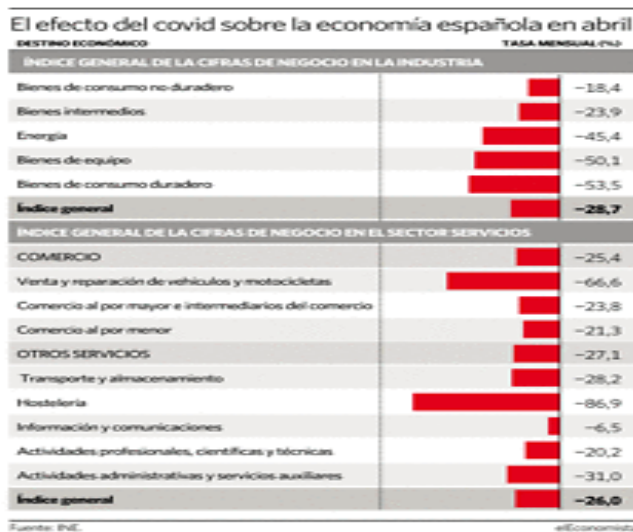 El efecto del covid sobre la economía española en abril
DESTINO ECONÓMICO TASA MENSUAL (%)
ÍNDICE GENERAL DE LA CIFRAS DE NEGOCIO EN LA INDUSTRIA
Bienes de consumo no duradero −18,4
Bienes intermedios −23,9
Energía −45,4
Bienes de equipo −50,1
Bienes de consumo duradero −53,5
Índice general −28,7
ÍNDICE GENERAL DE LA CIFRAS DE NEGOCIO EN EL SECTOR SERVICIOS
COMERCIO −25,4
Venta y reparación de vehículos y motocicletas −66,6
Comercio al por mayor e intermediarios del comercio −23,8
Comercio al por menor −21,3
OTROS SERVICIOS −27,1
Transporte y almacenamiento −28,2
Hostelería −86,9
Información y comunicaciones −6,5
Actividades profesionales, científicas y técnicas −20,2
Actividades administrativas y servicios auxiliares −31,0
Índice general −26,0
Fuente: INE. elEconomista